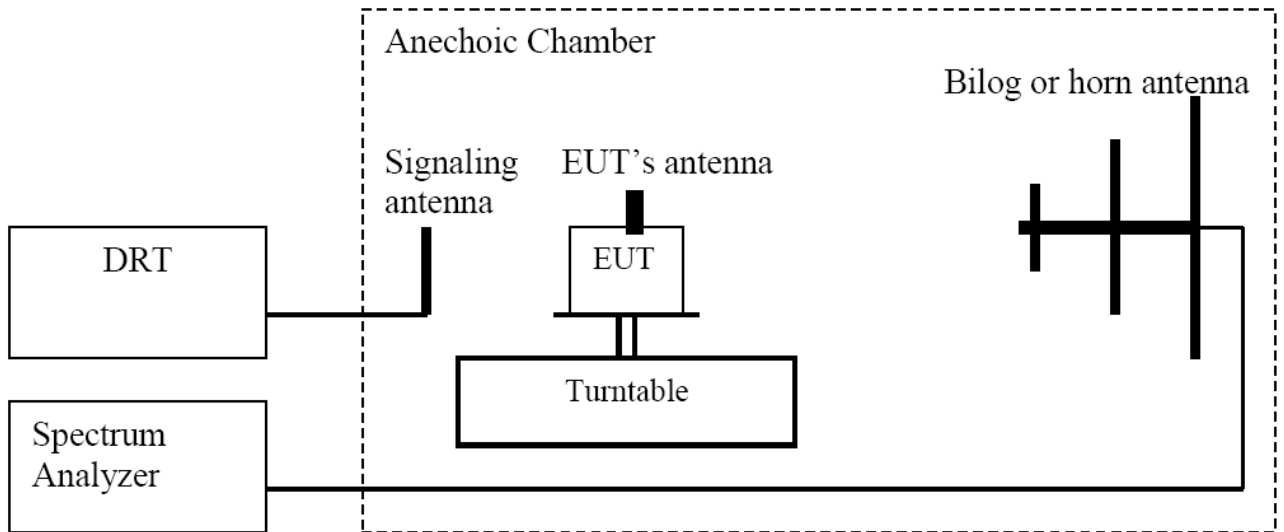 Anechoic Chamber
Bilog or horn antenna
Signaling
antenna
EUT's antenna
DRT
EUT
Turntable
Spectrum
Analyzer